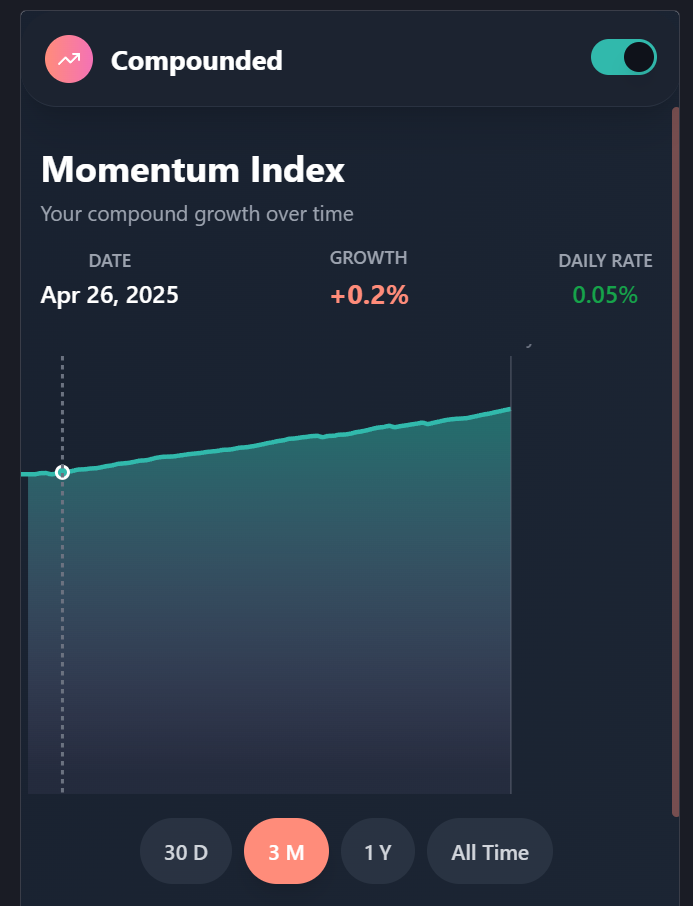 Compounded
Momentum Index
Your compound growth over time
DATE GROWTH DAILY RATE
Apr 26, 2025 +0.2% 0.05%
30 D 3 M 1 Y All Time